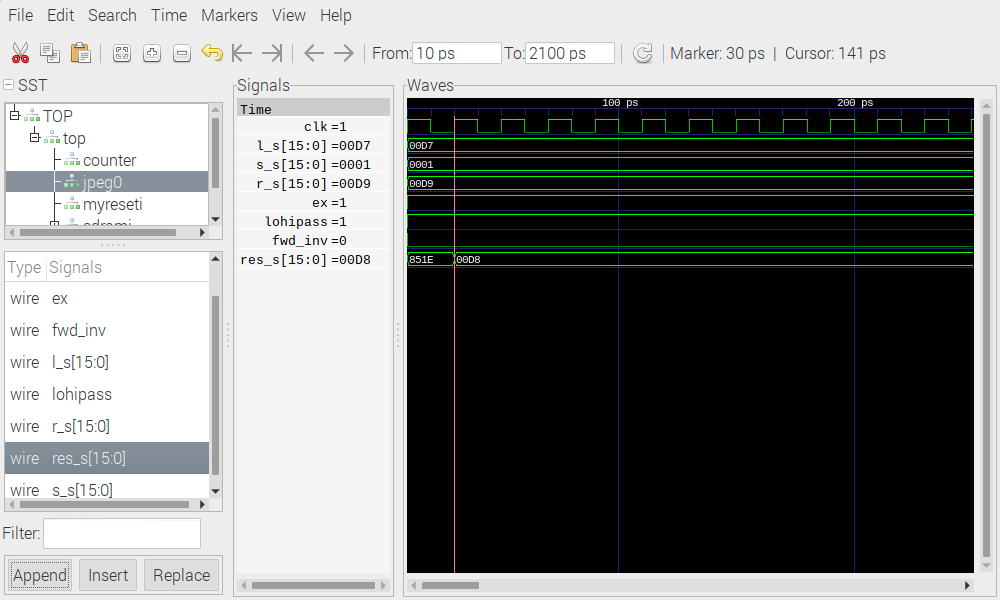 File Edit Search Time Markers View Help
From: 10 ps To: 2100 ps | Marker: 30 ps | Cursor: 141 ps
SST
TOP
top
counter
jpeg0
myreseti
Type Signals
wire ex
wire fwd_inv
wire l_s[15:0]
wire lohipass
wire r_s[15:0]
wire res_s[15:0]
wire s_s[15:0]
Filter:
Append Insert Replace
Signals
Time
clk=1
l_s[15:0]=00D7
s_s[15:0]=0001
r_s[15:0]=00D9
ex=1
lohipass=1
fwd_inv=0
res_s[15:0]=00D8
Waves
100 ps 200 ps
00D7
0001
00D9
851E 00D8